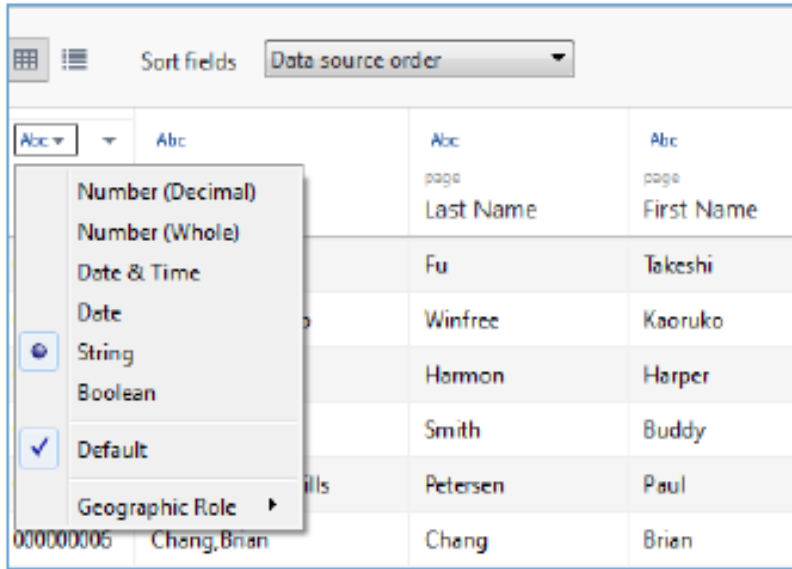 Sort fields Data source order
Abc Abc Abc Abc
page page
Last Name First Name
Number (Decimal)
Number (Whole)
Date & Time
Date
String
Boolean
Default
Geographic Role
Fu Takeshi
Winfree Kaoruko
Harmon Harper
Smith Buddy
ills Petersen Paul
000000006 Chang,Brian Chang Brian